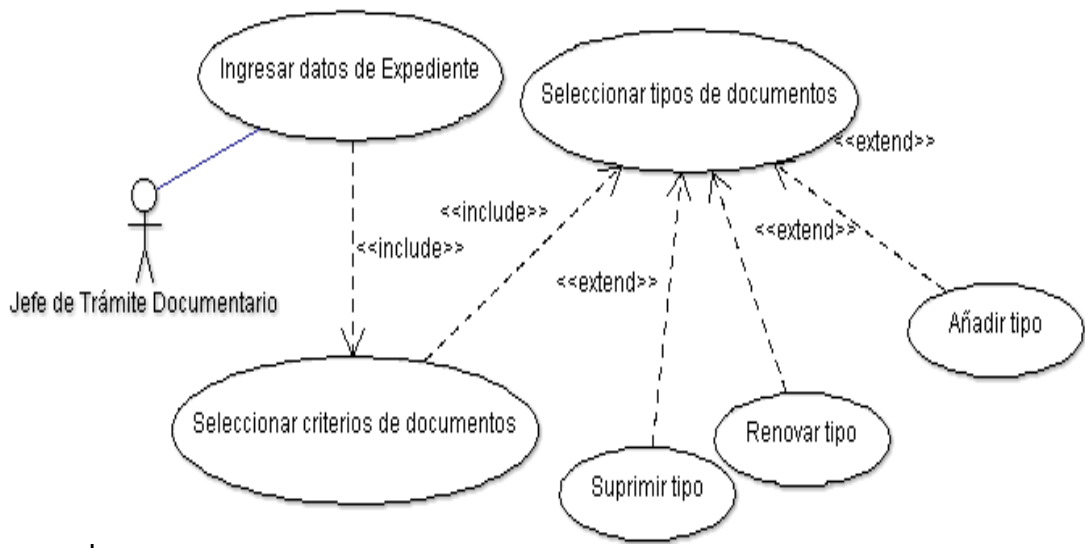 Ingresar datos de Expediente
Seleccionar tipos de documentos
<<extend>>
<<include>>
<<include>>
<<extend>>
<<extend>>
Jefe de Trámite Documentario
Añadir tipo
Seleccionar criterios de documentos
Renovar tipo
Suprimir tipo